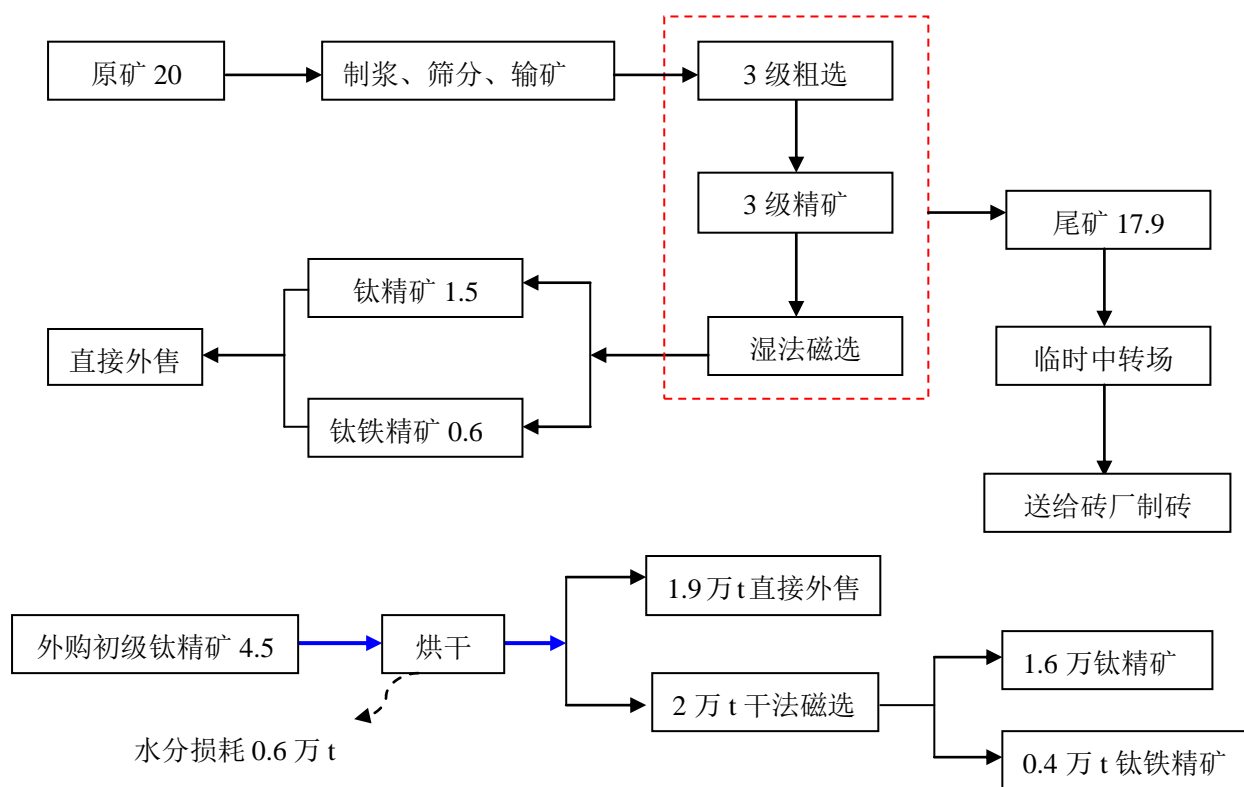 原矿 20
制浆、筛分、输矿
3 级粗选
3 级精矿
尾矿 17.9
钛精矿 1.5
湿法磁选
直接外售
临时中转场
钛铁精矿 0.6
送给砖厂制砖
1.9 万 t 直接外售
外购初级钛精矿 4.5
烘干
1.6 万钛精矿
2 万 t 干法磁选
水分损耗 0.6 万 t
0.4 万 t 钛铁精矿